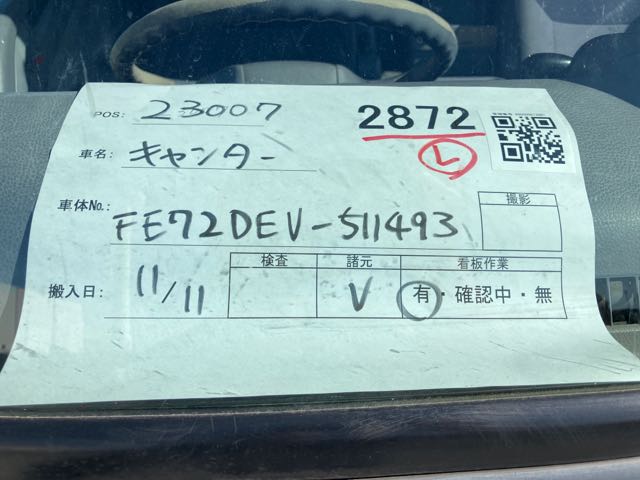 POS: 23007
2872
Ⓛ
車名: キャンター
車体No.: FE72DEV-511493
撮影
搬入日: 11/11
検査 諸元 看板作業
V 有・確認中・無